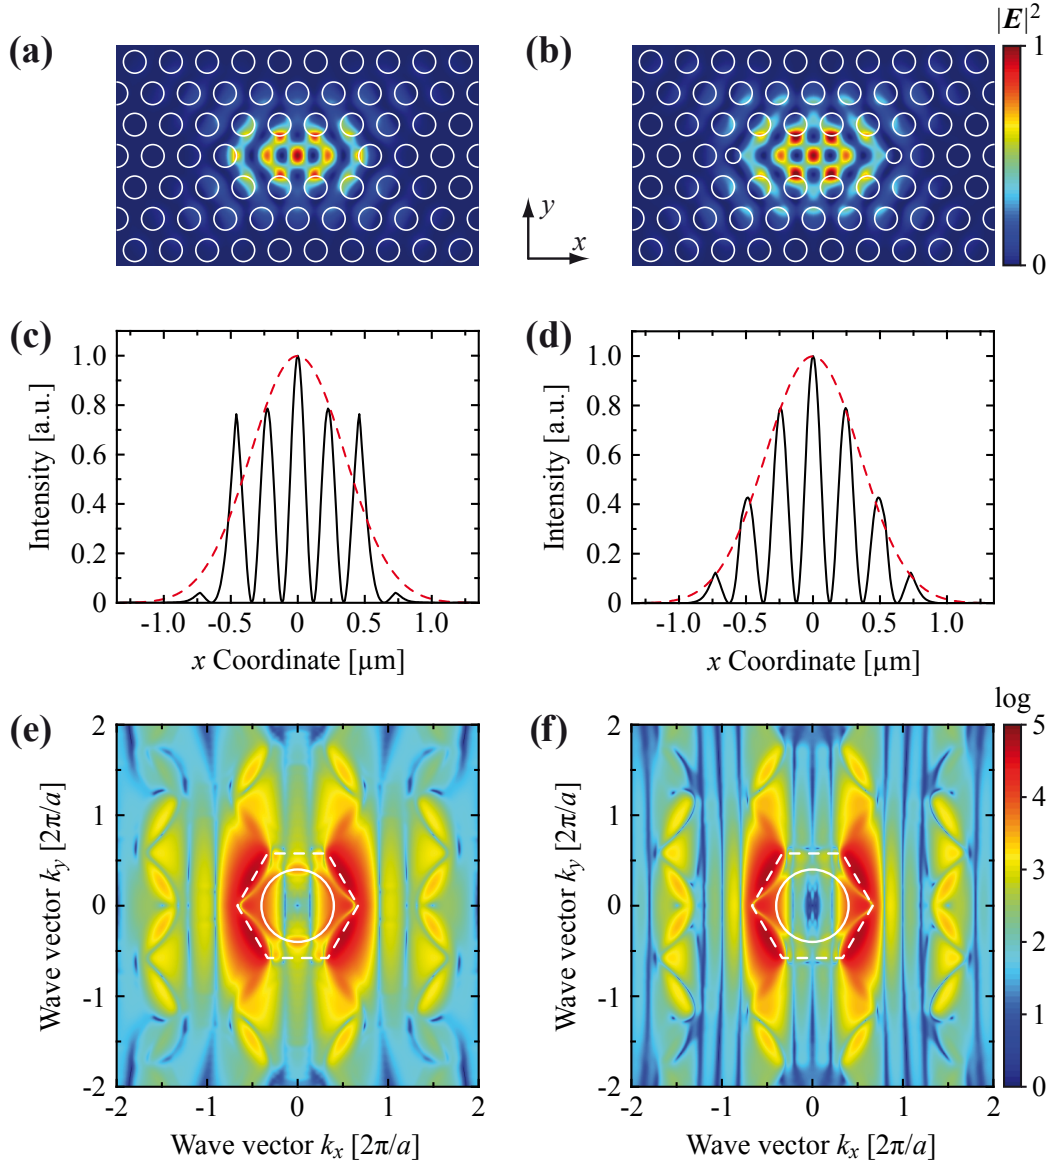 (a)
(b)
|E|²
1
0
y
x
(c)
(d)
1.0
0.8
0.6
0.4
0.2
0
Intensity [a.u.]
-1.0 -0.5 0 0.5 1.0
x Coordinate [μm]
1.0
0.8
0.6
0.4
0.2
0
Intensity [a.u.]
-1.0 -0.5 0 0.5 1.0
x Coordinate [μm]
(e)
2
1
0
-1
-2
Wave vector k_y [2π/a]
-2 -1 0 1 2
Wave vector k_x [2π/a]
(f)
2
1
0
-1
-2
Wave vector k_y [2π/a]
-2 -1 0 1 2
Wave vector k_x [2π/a]
log
5
4
3
2
1
0